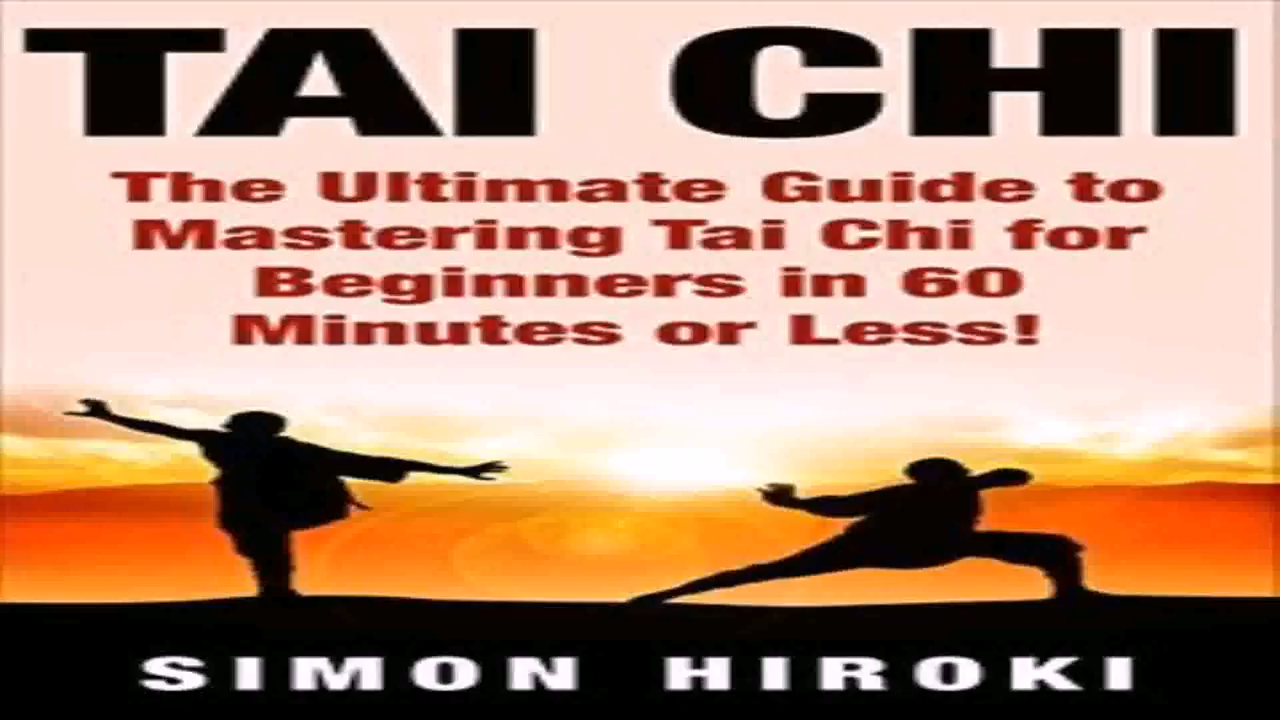 TAI CHI
The Ultimate Guide to
Mastering Tai Chi for
Beginners in 60
Minutes or Less!
SIMON HIROKI